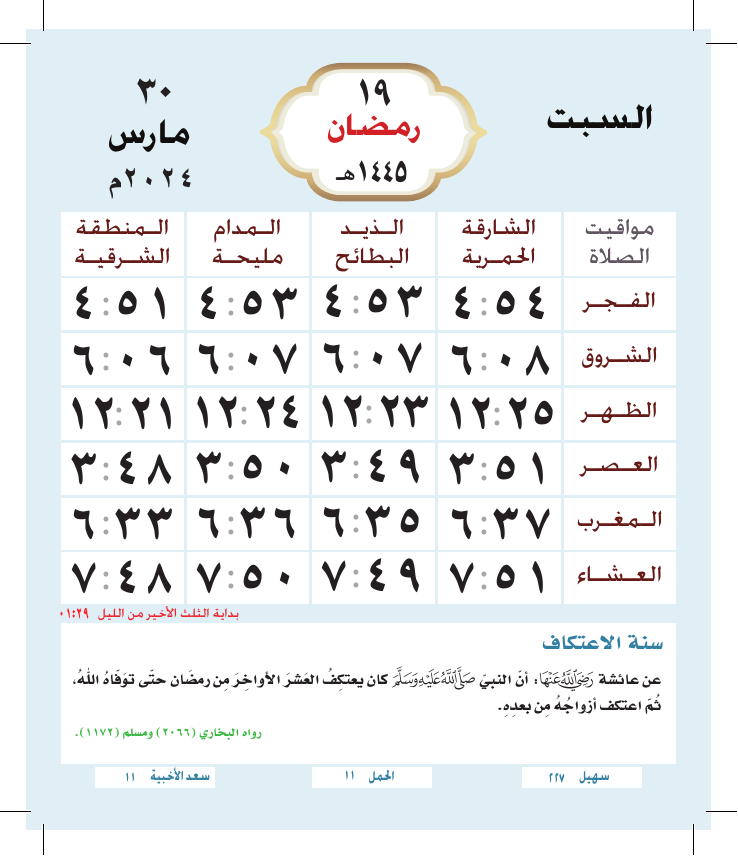 السبت
١٩
رمضان
١٤٤٥هـ
٣٠
مارس
٢٠٢٤م
مواقيت الصلاة | الشارقة الحمرية | الذيد البطائح | المدام مليحة | المنطقة الشرقية
الفجر ٤:٥٤ ٤:٥٣ ٤:٥٣ ٤:٥١
الشروق ٦:٠٨ ٦:٠٧ ٦:٠٧ ٦:٠٦
الظهر ١٢:٢٥ ١٢:٢٣ ١٢:٢٤ ١٢:٢١
العصر ٣:٥١ ٣:٤٩ ٣:٥٠ ٣:٤٨
المغرب ٦:٣٧ ٦:٣٥ ٦:٣٦ ٦:٣٣
العشاء ٧:٥١ ٧:٤٩ ٧:٥٠ ٧:٤٨
بداية الثلث الأخير من الليل ٠١:٢٩
سنة الاعتكاف
عن عائشة رَضِيَ اللَّهُ عَنْهَا: أنّ النبيّ صَلَّى اللَّهُ عَلَيْهِ وَسَلَّمَ كان يعتكِفُ العَشرَ الأواخِرَ مِن رمضان حتّى توَفّاهُ اللهُ،
ثُمّ اعتكف أزواجُهُ مِن بعدِهِ.
رواه البخاري (٢٠٦٦) ومسلم (١١٧٢).
سهيل ٢٢٧
الحمل ١١
سعد الأخبية ١١